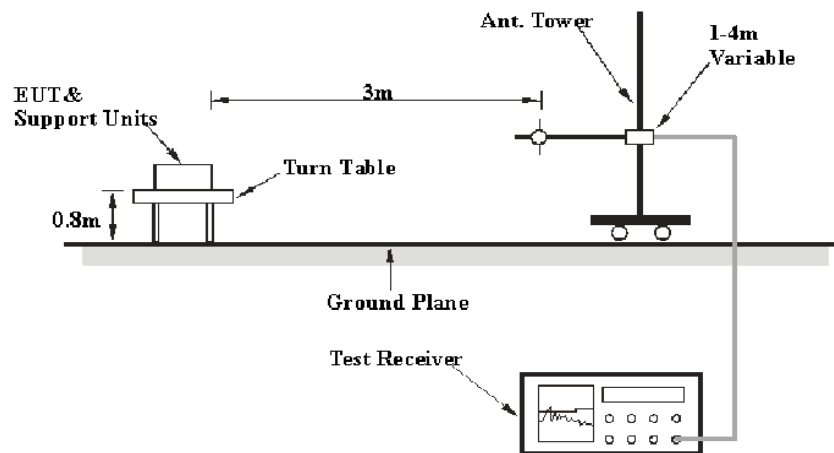 Ant. Tower
1-4m
Variable
3m
EUT&
Support Units
Turn Table
0.8m
Ground Plane
Test Receiver